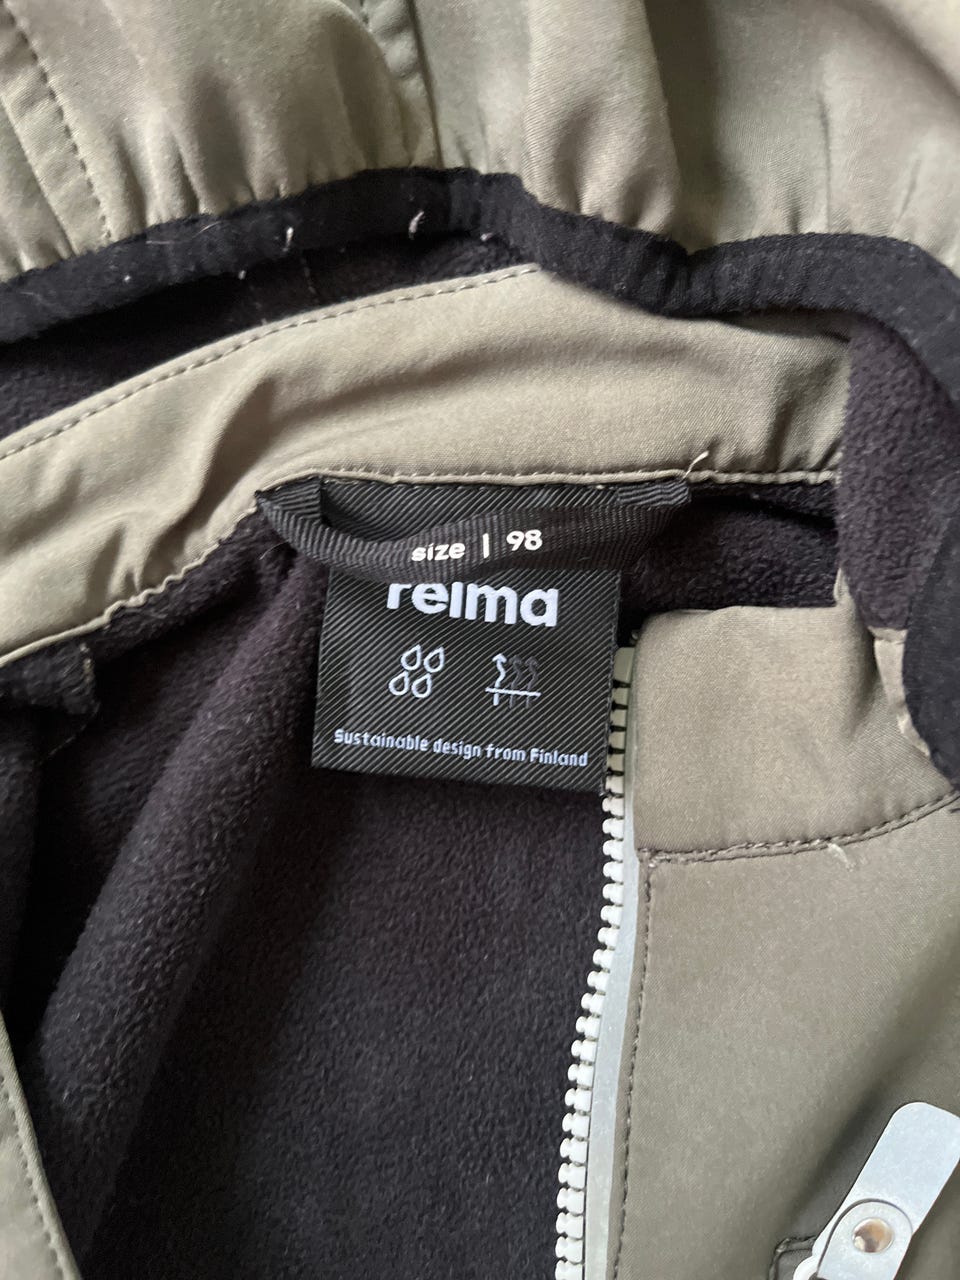 size | 98
reima
Sustainable design from Finland